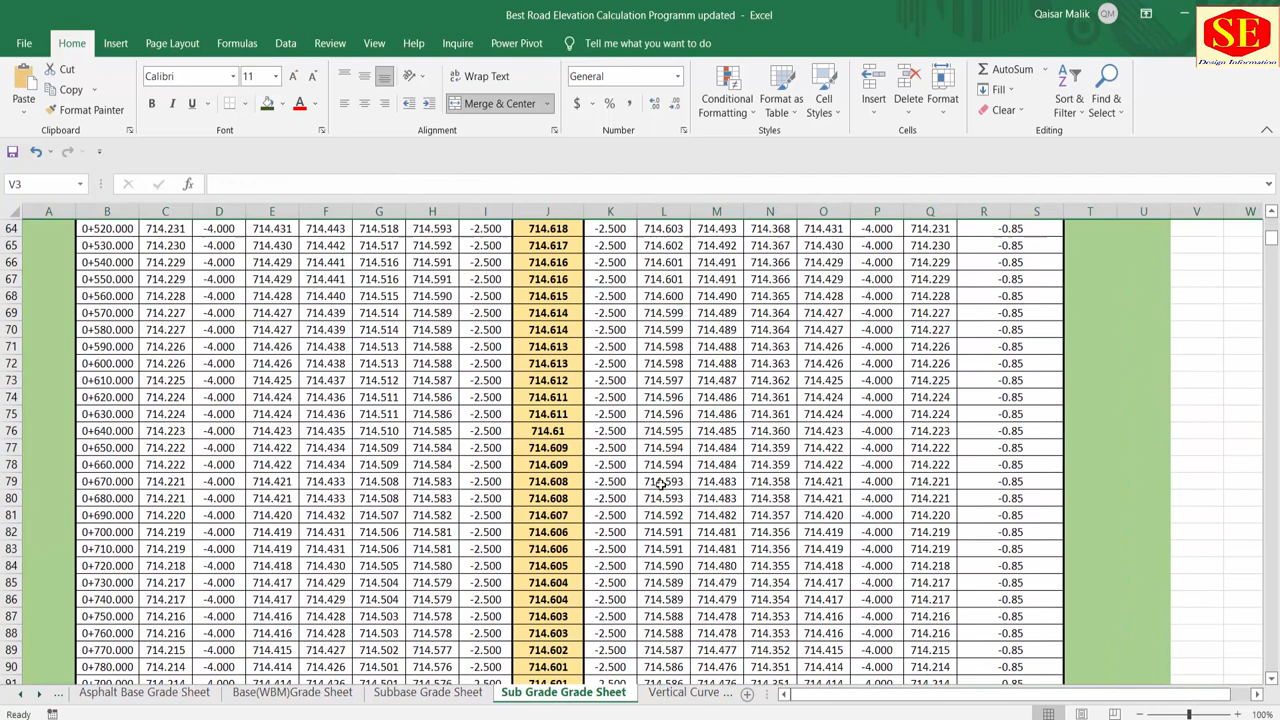 Best Road Elevation Calculation Programm updated - Excel
Qaisar Malik QM
SE
Design Information
File Home Insert Page Layout Formulas Data Review View Help Inquire Power Pivot Tell me what you want to do
Paste Cut Copy Format Painter
Clipboard
Calibri 11
B I U A
Font
Wrap Text
Merge & Center
Alignment
General
$ % ,
Number
Conditional Formatting Format as Table Cell Styles
Styles
Insert Delete Format
Cells
AutoSum Fill Clear
Sort & Filter Find & Select
Editing
V3 fx
A B C D E F G H I J K L M N O P Q R S T U V W
64 0+520.000 714.231 -4.000 714.431 714.443 714.518 714.593 -2.500 714.618 -2.500 714.603 714.493 714.368 714.431 -4.000 714.231 -0.85
65 0+530.000 714.230 -4.000 714.430 714.442 714.517 714.592 -2.500 714.617 -2.500 714.602 714.492 714.367 714.430 -4.000 714.230 -0.85
66 0+540.000 714.229 -4.000 714.429 714.441 714.516 714.591 -2.500 714.616 -2.500 714.601 714.491 714.366 714.429 -4.000 714.229 -0.85
67 0+550.000 714.229 -4.000 714.429 714.441 714.516 714.591 -2.500 714.616 -2.500 714.601 714.491 714.366 714.429 -4.000 714.229 -0.85
68 0+560.000 714.228 -4.000 714.428 714.440 714.515 714.590 -2.500 714.615 -2.500 714.600 714.490 714.365 714.428 -4.000 714.228 -0.85
69 0+570.000 714.227 -4.000 714.427 714.439 714.514 714.589 -2.500 714.614 -2.500 714.599 714.489 714.364 714.427 -4.000 714.227 -0.85
70 0+580.000 714.227 -4.000 714.427 714.439 714.514 714.589 -2.500 714.614 -2.500 714.599 714.489 714.364 714.427 -4.000 714.227 -0.85
71 0+590.000 714.226 -4.000 714.426 714.438 714.513 714.588 -2.500 714.613 -2.500 714.598 714.488 714.363 714.426 -4.000 714.226 -0.85
72 0+600.000 714.226 -4.000 714.426 714.438 714.513 714.588 -2.500 714.613 -2.500 714.598 714.488 714.363 714.426 -4.000 714.226 -0.85
73 0+610.000 714.225 -4.000 714.425 714.437 714.512 714.587 -2.500 714.612 -2.500 714.597 714.487 714.362 714.425 -4.000 714.225 -0.85
74 0+620.000 714.224 -4.000 714.424 714.436 714.511 714.586 -2.500 714.611 -2.500 714.596 714.486 714.361 714.424 -4.000 714.224 -0.85
75 0+630.000 714.224 -4.000 714.424 714.436 714.511 714.586 -2.500 714.611 -2.500 714.596 714.486 714.361 714.424 -4.000 714.224 -0.85
76 0+640.000 714.223 -4.000 714.423 714.435 714.510 714.585 -2.500 714.61 -2.500 714.595 714.485 714.360 714.423 -4.000 714.223 -0.85
77 0+650.000 714.222 -4.000 714.422 714.434 714.509 714.584 -2.500 714.609 -2.500 714.594 714.484 714.359 714.422 -4.000 714.222 -0.85
78 0+660.000 714.222 -4.000 714.422 714.434 714.509 714.584 -2.500 714.609 -2.500 714.594 714.484 714.359 714.422 -4.000 714.222 -0.85
79 0+670.000 714.221 -4.000 714.421 714.433 714.508 714.583 -2.500 714.608 -2.500 714.593 714.483 714.358 714.421 -4.000 714.221 -0.85
80 0+680.000 714.221 -4.000 714.421 714.433 714.508 714.583 -2.500 714.608 -2.500 714.593 714.483 714.358 714.421 -4.000 714.221 -0.85
81 0+690.000 714.220 -4.000 714.420 714.432 714.507 714.582 -2.500 714.607 -2.500 714.592 714.482 714.357 714.420 -4.000 714.220 -0.85
82 0+700.000 714.219 -4.000 714.419 714.431 714.506 714.581 -2.500 714.606 -2.500 714.591 714.481 714.356 714.419 -4.000 714.219 -0.85
83 0+710.000 714.219 -4.000 714.419 714.431 714.506 714.581 -2.500 714.606 -2.500 714.591 714.481 714.356 714.419 -4.000 714.219 -0.85
84 0+720.000 714.218 -4.000 714.418 714.430 714.505 714.580 -2.500 714.605 -2.500 714.590 714.480 714.355 714.418 -4.000 714.218 -0.85
85 0+730.000 714.217 -4.000 714.417 714.429 714.504 714.579 -2.500 714.604 -2.500 714.589 714.479 714.354 714.417 -4.000 714.217 -0.85
86 0+740.000 714.217 -4.000 714.417 714.429 714.504 714.579 -2.500 714.604 -2.500 714.589 714.479 714.354 714.417 -4.000 714.217 -0.85
87 0+750.000 714.216 -4.000 714.416 714.428 714.503 714.578 -2.500 714.603 -2.500 714.588 714.478 714.353 714.416 -4.000 714.216 -0.85
88 0+760.000 714.216 -4.000 714.416 714.428 714.503 714.578 -2.500 714.603 -2.500 714.588 714.478 714.353 714.416 -4.000 714.216 -0.85
89 0+770.000 714.215 -4.000 714.415 714.427 714.502 714.577 -2.500 714.602 -2.500 714.587 714.477 714.352 714.415 -4.000 714.215 -0.85
90 0+780.000 714.214 -4.000 714.414 714.426 714.501 714.576 -2.500 714.601 -2.500 714.586 714.476 714.351 714.414 -4.000 714.214 -0.85
... Asphalt Base Grade Sheet Base(WBM)Grade Sheet Subbase Grade Sheet Sub Grade Grade Sheet Vertical Curve ...
Ready 100%